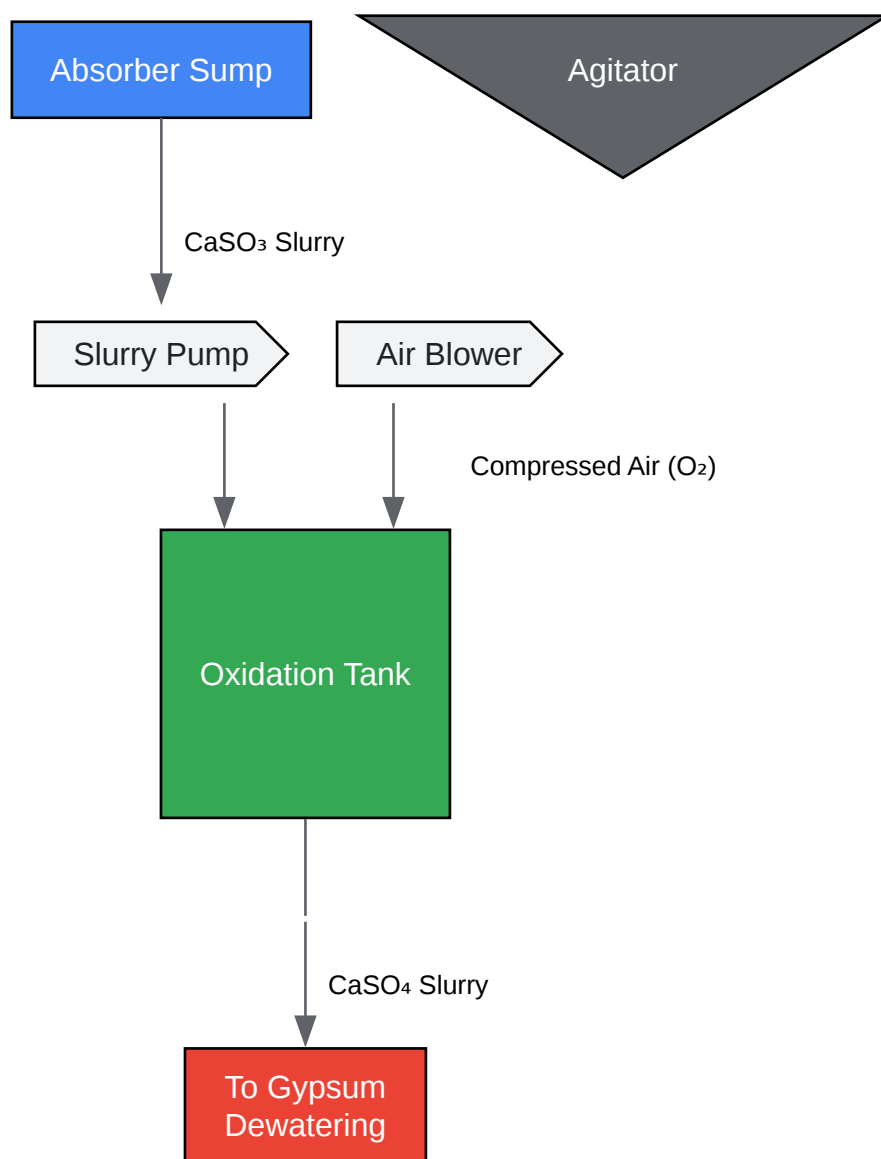 Absorber Sump
Agitator
CaSO₃ Slurry
Slurry Pump
Air Blower
Compressed Air (O₂)
Oxidation Tank
CaSO₄ Slurry
To Gypsum
Dewatering